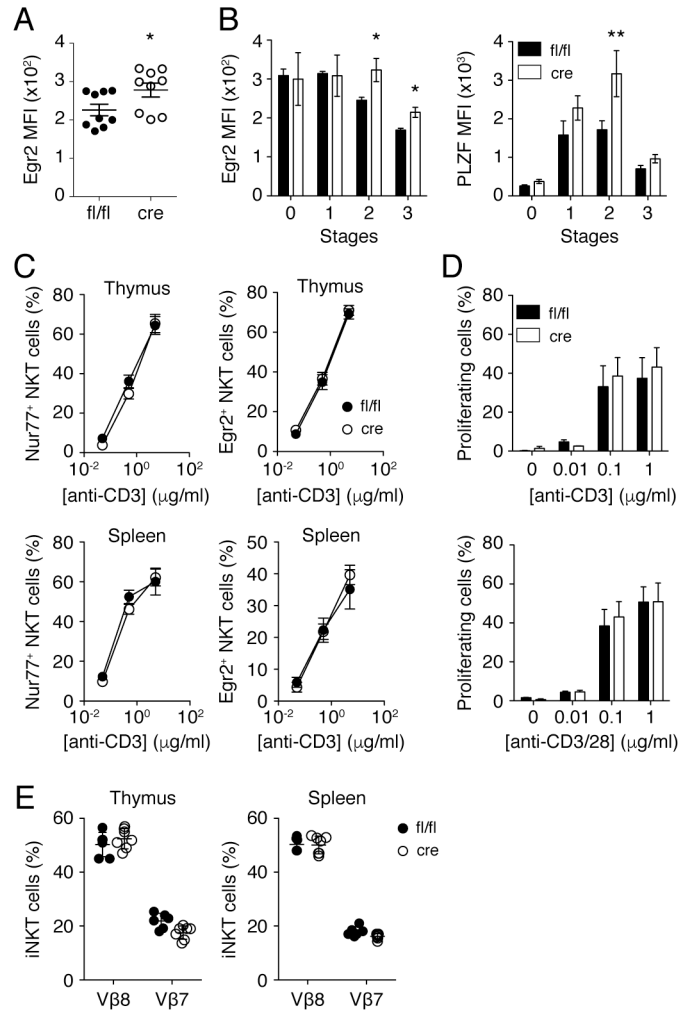 A
*
Egr2 MFI (x10²)
4
3
2
1
0
fl/fl
cre
B
*
*
Egr2 MFI (x10²)
4
3
2
1
0
0 1 2 3
Stages
**
fl/fl
cre
PLZF MFI (x10³)
4
3
2
1
0
0 1 2 3
Stages
C
Thymus
Nur77⁺ NKT cells (%)
80
60
40
20
0
10⁻² 10⁰ 10²
[anti-CD3] (μg/ml)
Thymus
Egr2⁺ NKT cells (%)
80
60
40
20
0
fl/fl
cre
10⁻² 10⁰ 10²
[anti-CD3] (μg/ml)
Spleen
Nur77⁺ NKT cells (%)
80
60
40
20
0
10⁻² 10⁰ 10²
[anti-CD3] (μg/ml)
Spleen
Egr2⁺ NKT cells (%)
50
40
30
20
10
0
10⁻² 10⁰ 10²
[anti-CD3] (μg/ml)
D
fl/fl
cre
Proliferating cells (%)
80
60
40
20
0
0 0.01 0.1 1
[anti-CD3] (μg/ml)
Proliferating cells (%)
80
60
40
20
0
0 0.01 0.1 1
[anti-CD3/28] (μg/ml)
E
Thymus
iNKT cells (%)
60
40
20
0
Vβ8 Vβ7
Spleen
iNKT cells (%)
60
40
20
0
Vβ8 Vβ7
fl/fl
cre